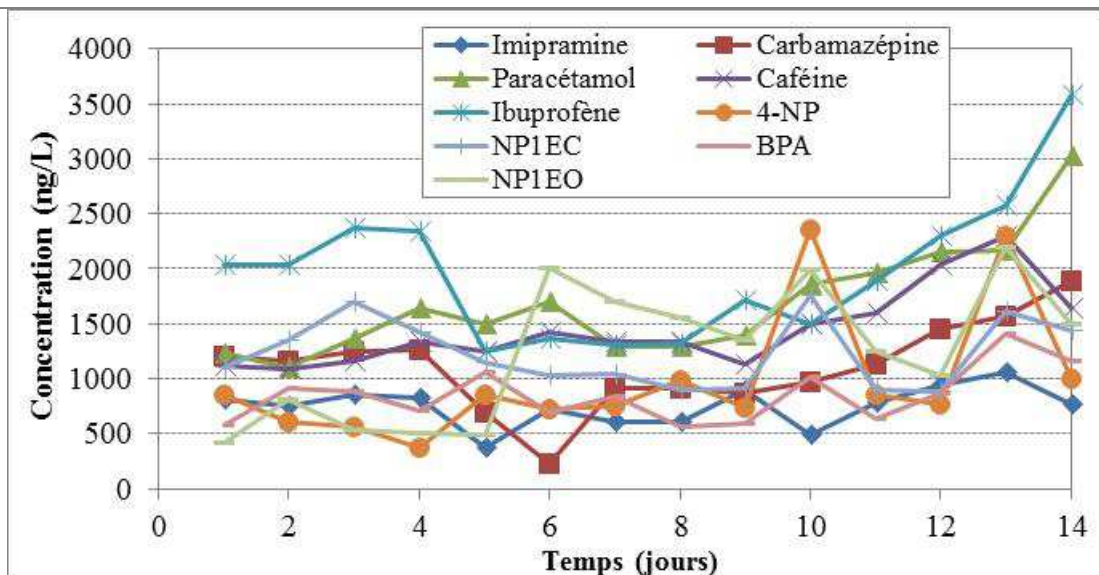 4000
3500
3000
2500
2000
1500
1000
500
0
Concentration (ng/L)
Imipramine
Carbamazépine
Paracétamol
Caféine
Ibuprofène
4-NP
NP1EC
BPA
NP1EO
0 2 4 6 8 10 12 14
Temps (jours)